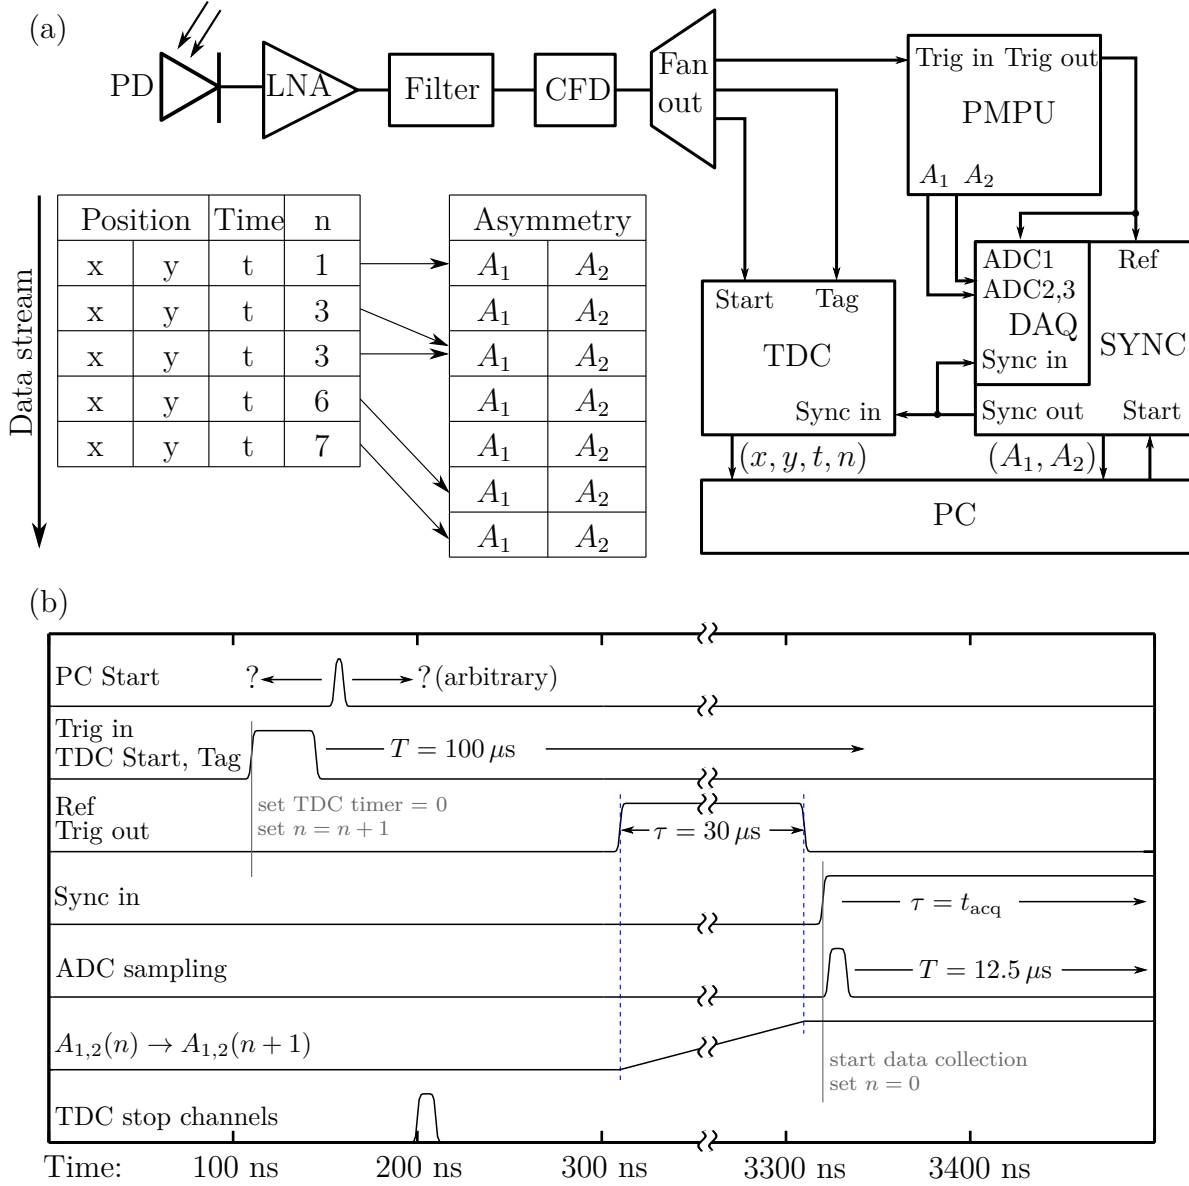 (a)
PD
LNA
Filter
CFD
Fan
out
Trig in Trig out
PMPU
A₁ A₂
Data stream
Position Time n
x y t 1
x y t 3
x y t 3
x y t 6
x y t 7
Asymmetry
A₁ A₂
A₁ A₂
A₁ A₂
A₁ A₂
A₁ A₂
A₁ A₂
A₁ A₂
Start Tag
TDC
Sync in
ADC1
ADC2,3
DAQ
Sync in
Ref
SYNC
Sync out Start
(x, y, t, n)
(A₁, A₂)
PC
(b)
PC Start
? ? (arbitrary)
Trig in
TDC Start, Tag
T = 100 μs
set TDC timer = 0
set n = n + 1
Ref
Trig out
τ = 30 μs
Sync in
τ = t_acq
ADC sampling
T = 12.5 μs
A₁,₂(n) → A₁,₂(n + 1)
start data collection
set n = 0
TDC stop channels
Time: 100 ns 200 ns 300 ns 3300 ns 3400 ns